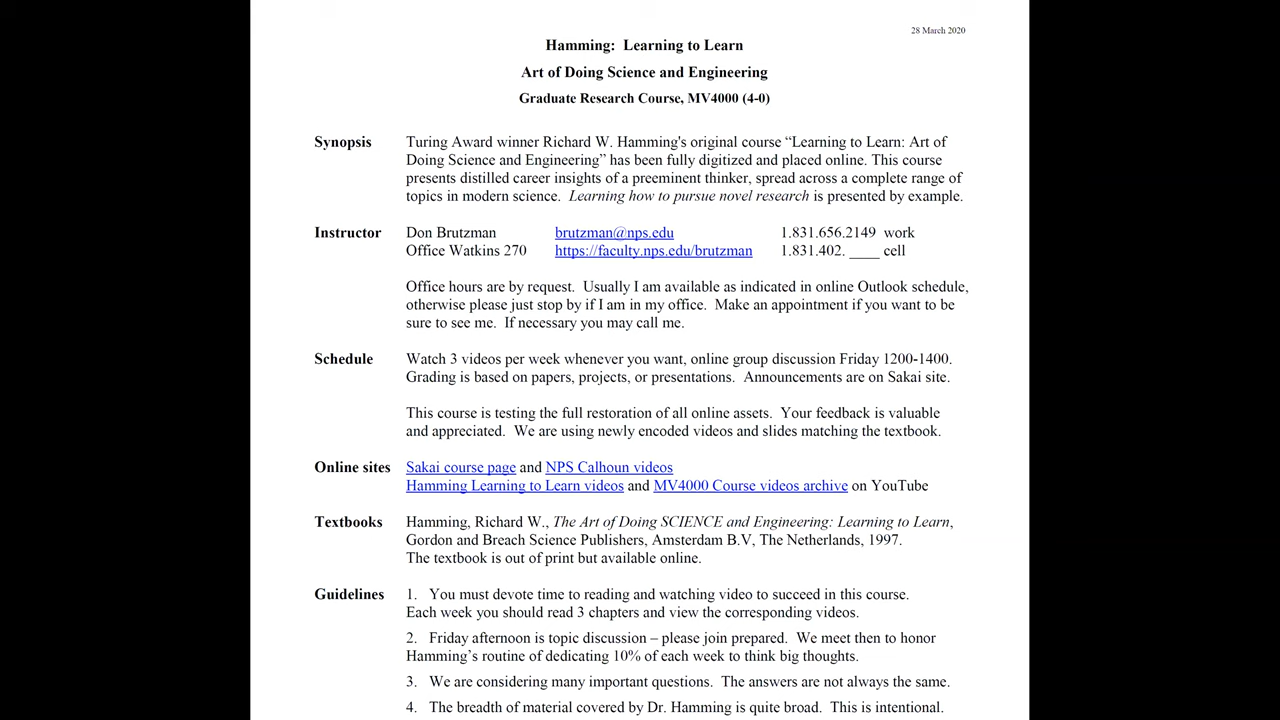 28 March 2020
Hamming: Learning to Learn
Art of Doing Science and Engineering
Graduate Research Course, MV4000 (4-0)
Synopsis Turing Award winner Richard W. Hamming's original course “Learning to Learn: Art of
Doing Science and Engineering” has been fully digitized and placed online. This course
presents distilled career insights of a preeminent thinker, spread across a complete range of
topics in modern science. Learning how to pursue novel research is presented by example.
Instructor Don Brutzman brutzman@nps.edu 1.831.656.2149 work
Office Watkins 270 https://faculty.nps.edu/brutzman 1.831.402. ____ cell
Office hours are by request. Usually I am available as indicated in online Outlook schedule,
otherwise please just stop by if I am in my office. Make an appointment if you want to be
sure to see me. If necessary you may call me.
Schedule Watch 3 videos per week whenever you want, online group discussion Friday 1200-1400.
Grading is based on papers, projects, or presentations. Announcements are on Sakai site.
This course is testing the full restoration of all online assets. Your feedback is valuable
and appreciated. We are using newly encoded videos and slides matching the textbook.
Online sites Sakai course page and NPS Calhoun videos
Hamming Learning to Learn videos and MV4000 Course videos archive on YouTube
Textbooks Hamming, Richard W., The Art of Doing SCIENCE and Engineering: Learning to Learn,
Gordon and Breach Science Publishers, Amsterdam B.V, The Netherlands, 1997.
The textbook is out of print but available online.
Guidelines 1. You must devote time to reading and watching video to succeed in this course.
Each week you should read 3 chapters and view the corresponding videos.
2. Friday afternoon is topic discussion – please join prepared. We meet then to honor
Hamming’s routine of dedicating 10% of each week to think big thoughts.
3. We are considering many important questions. The answers are not always the same.
4. The breadth of material covered by Dr. Hamming is quite broad. This is intentional.